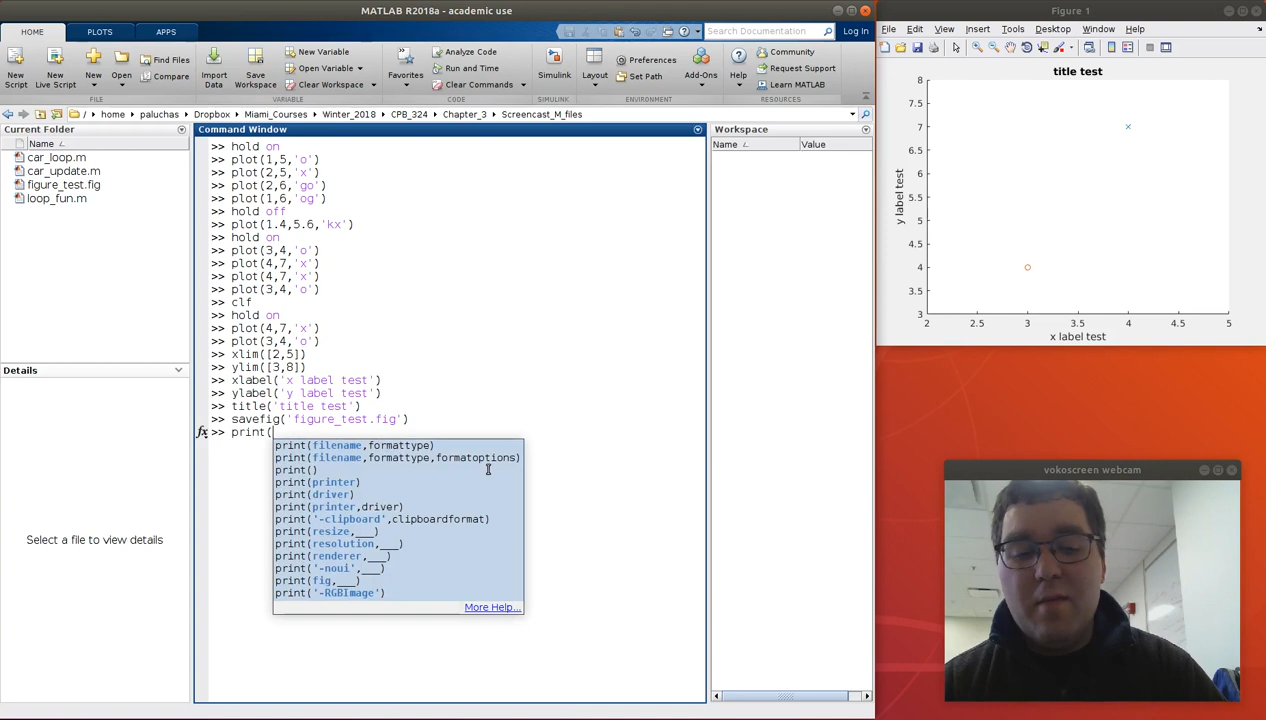 MATLAB R2018a - academic use
HOME
PLOTS
APPS
Search Documentation
Log In
New Script
New Live Script
New
Open
Find Files
Compare
Import Data
Save Workspace
New Variable
Open Variable
Clear Workspace
Favorites
Analyze Code
Run and Time
Clear Commands
Simulink
Layout
Preferences
Set Path
Add-Ons
Help
Community
Request Support
Learn MATLAB
FILE
VARIABLE
CODE
SIMULINK
ENVIRONMENT
RESOURCES
/ home paluchas Dropbox Miami_Courses Winter_2018 CPB_324 Chapter_3 Screencast_M_files
Current Folder
Name
car_loop.m
car_update.m
figure_test.fig
loop_fun.m
Details
Select a file to view details
Command Window
>> hold on
>> plot(1,5,'o')
>> plot(2,5,'x')
>> plot(2,6,'go')
>> plot(1,6,'og')
>> hold off
>> plot(1.4,5.6,'kx')
>> hold on
>> plot(3,4,'o')
>> plot(4,7,'x')
>> plot(4,7,'x')
>> plot(3,4,'o')
>> clf
>> hold on
>> plot(4,7,'x')
>> plot(3,4,'o')
>> xlim([2,5])
>> ylim([3,8])
>> xlabel('x label test')
>> ylabel('y label test')
>> title('title test')
>> savefig('figure_test.fig')
fx >> print(
print(filename,formattype)
print(filename,formattype,formatoptions)
print()
print(printer)
print(driver)
print(printer,driver)
print('-clipboard',clipboardformat)
print(resize,___)
print(resolution,___)
print(renderer,___)
print('-noui',___)
print(fig,___)
print('-RGBImage')
More Help...
Workspace
Name
Value
Figure 1
File Edit View Insert Tools Desktop Window Help
title test
8
7.5
7
6.5
6
5.5
5
4.5
4
3.5
3
y label test
2 2.5 3 3.5 4 4.5 5
x label test
vokoscreen webcam